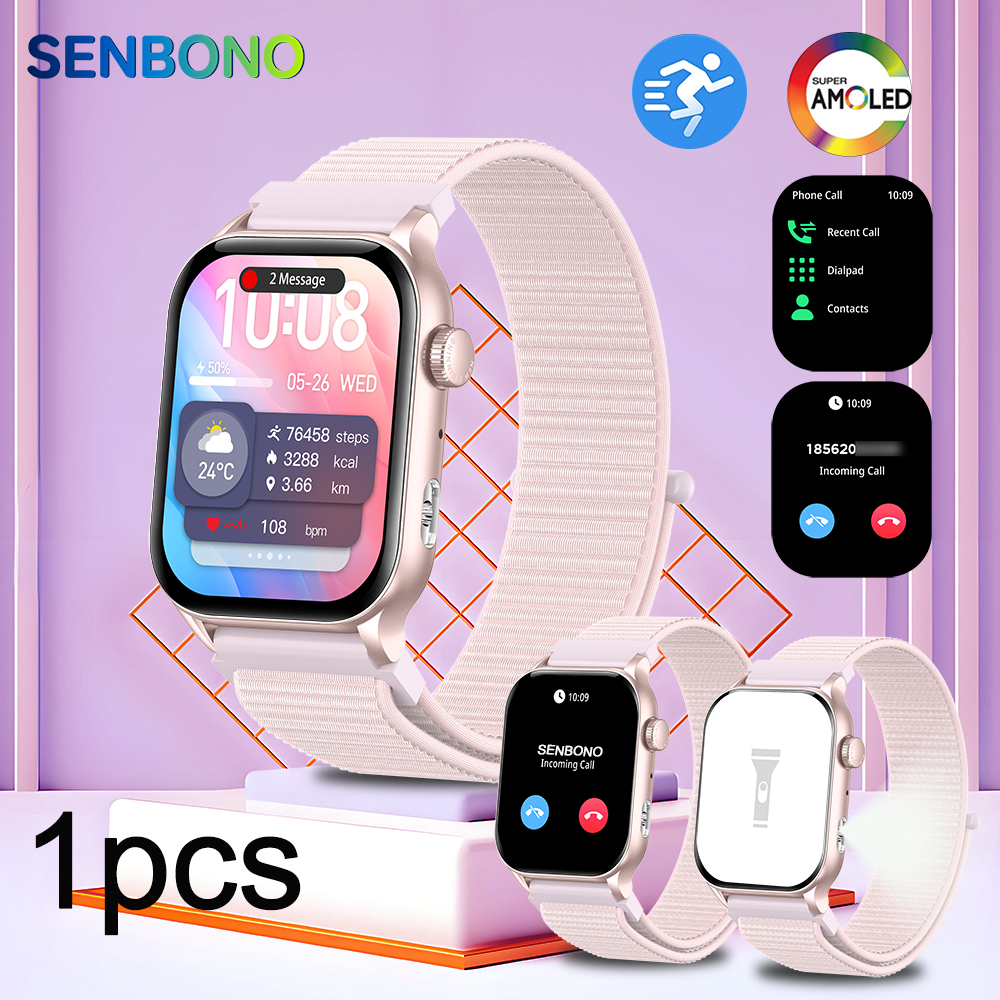 SENBONO
SUPER
AMOLED
Phone Call 10:09
Recent Call
Dialpad
Contacts
2 Message
10:08
50%
05-26 WED
24°C
76458 steps
3288 kcal
3.66 km
108 bpm
10:09
185620
Incoming Call
10:09
SENBONO
Incoming Call
1pcs